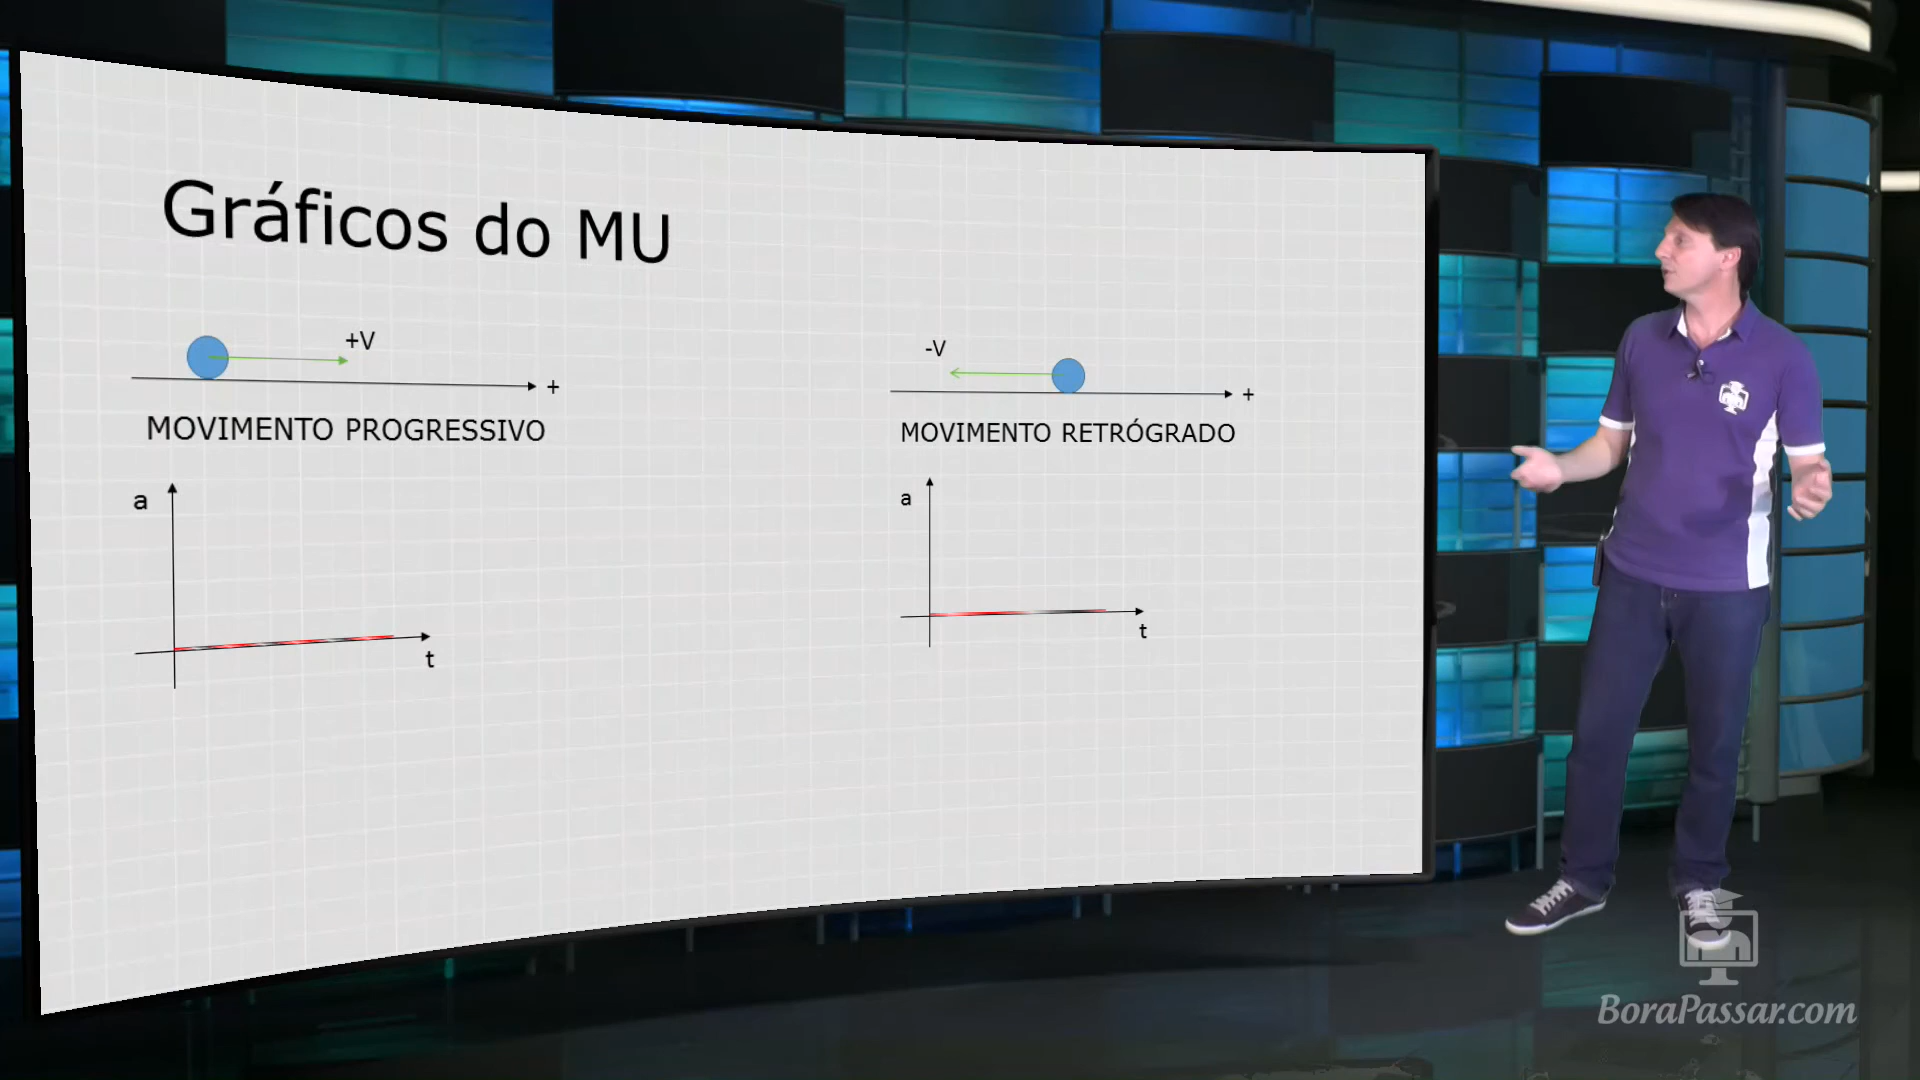 Gráficos do MU
+V
+
MOVIMENTO PROGRESSIVO
a
t
-V
+
MOVIMENTO RETRÓGRADO
a
t
BoraPassar.com